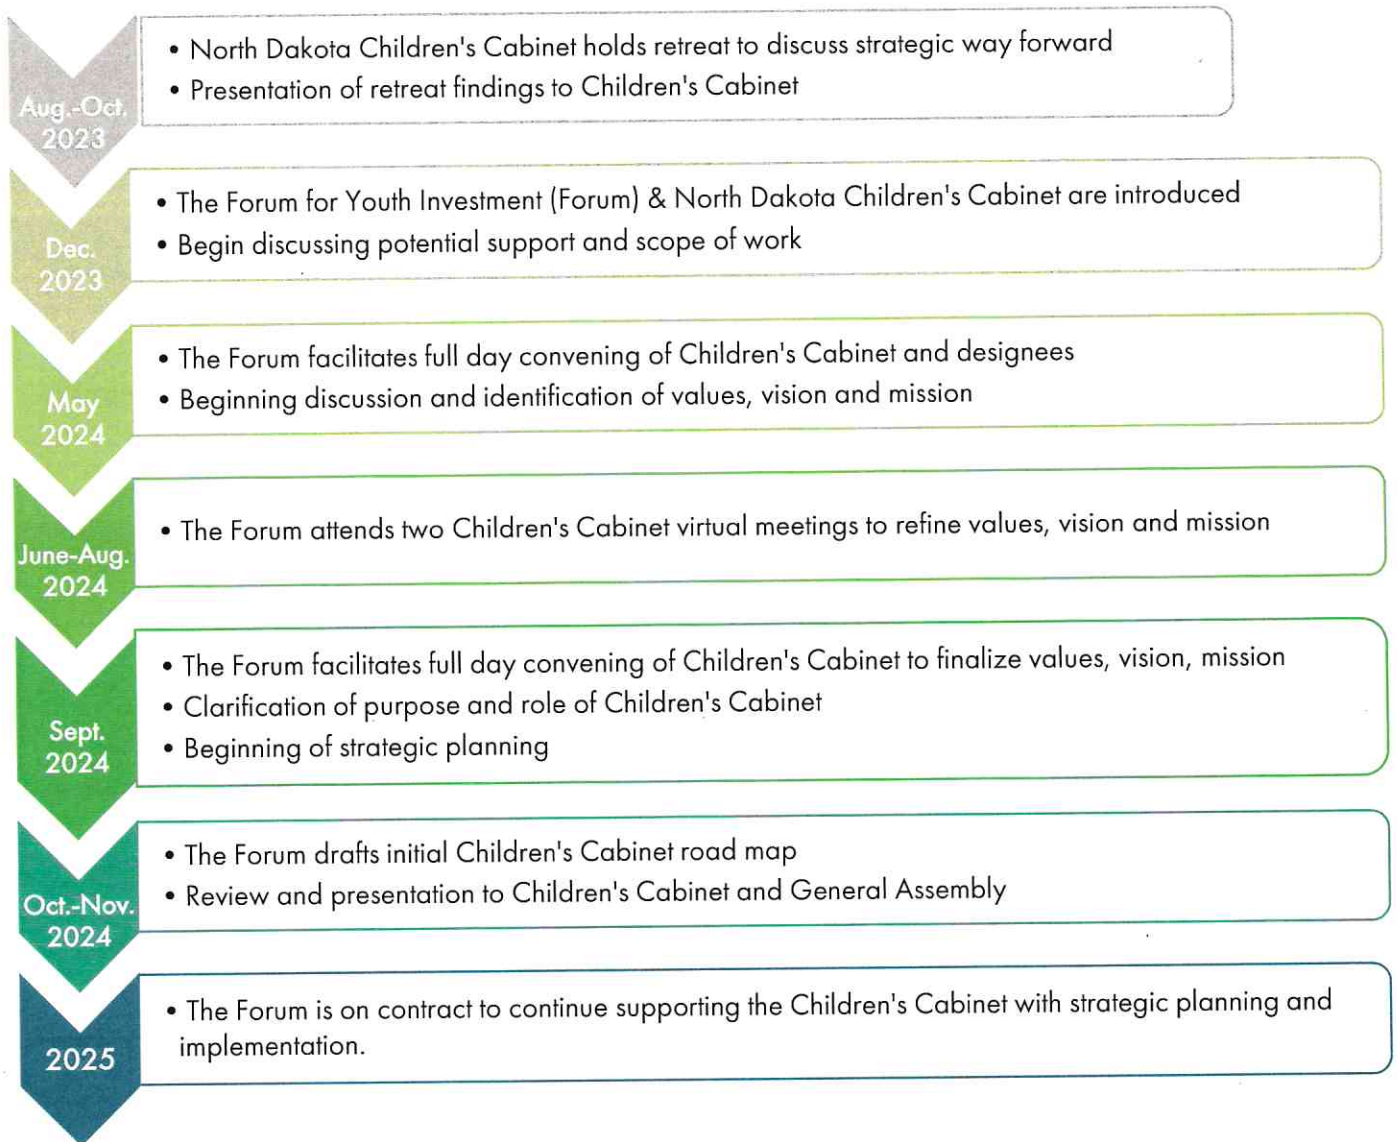 Aug.-Oct.
2023
• North Dakota Children's Cabinet holds retreat to discuss strategic way forward
• Presentation of retreat findings to Children's Cabinet
Dec.
2023
• The Forum for Youth Investment (Forum) & North Dakota Children's Cabinet are introduced
• Begin discussing potential support and scope of work
May
2024
• The Forum facilitates full day convening of Children's Cabinet and designees
• Beginning discussion and identification of values, vision and mission
June-Aug.
2024
• The Forum attends two Children's Cabinet virtual meetings to refine values, vision and mission
Sept.
2024
• The Forum facilitates full day convening of Children's Cabinet to finalize values, vision, mission
• Clarification of purpose and role of Children's Cabinet
• Beginning of strategic planning
Oct.-Nov.
2024
• The Forum drafts initial Children's Cabinet road map
• Review and presentation to Children's Cabinet and General Assembly
2025
• The Forum is on contract to continue supporting the Children's Cabinet with strategic planning and
implementation.